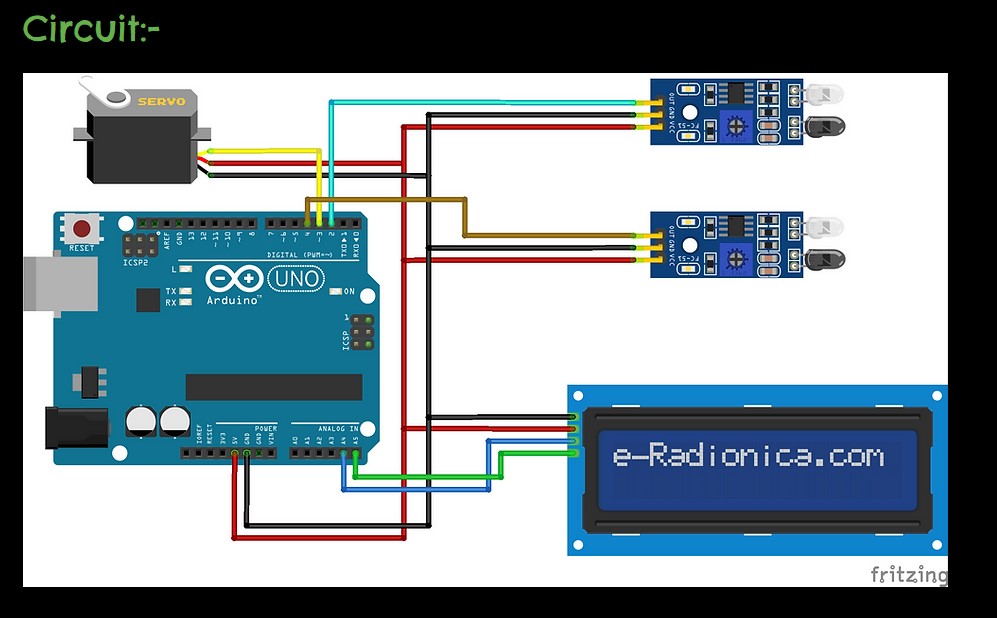 Circuit:-
SERVO
OUT GND VCC
FC-51
RESET
ICSP2
AREF
GND
13
12
~11
~10
~9
8
7
~6
~5
4
~3
2
TX0 1
RX0 0
DIGITAL (PWM=~)
L
TX
RX
Arduino™
UNO
ON
OUT GND VCC
FC-51
1
ICSP
IOREF
RESET
3V3
5V
GND
GND
VIN
POWER
A0
A1
A2
A3
A4
A5
ANALOG IN
e-Radionica.com
fritzing